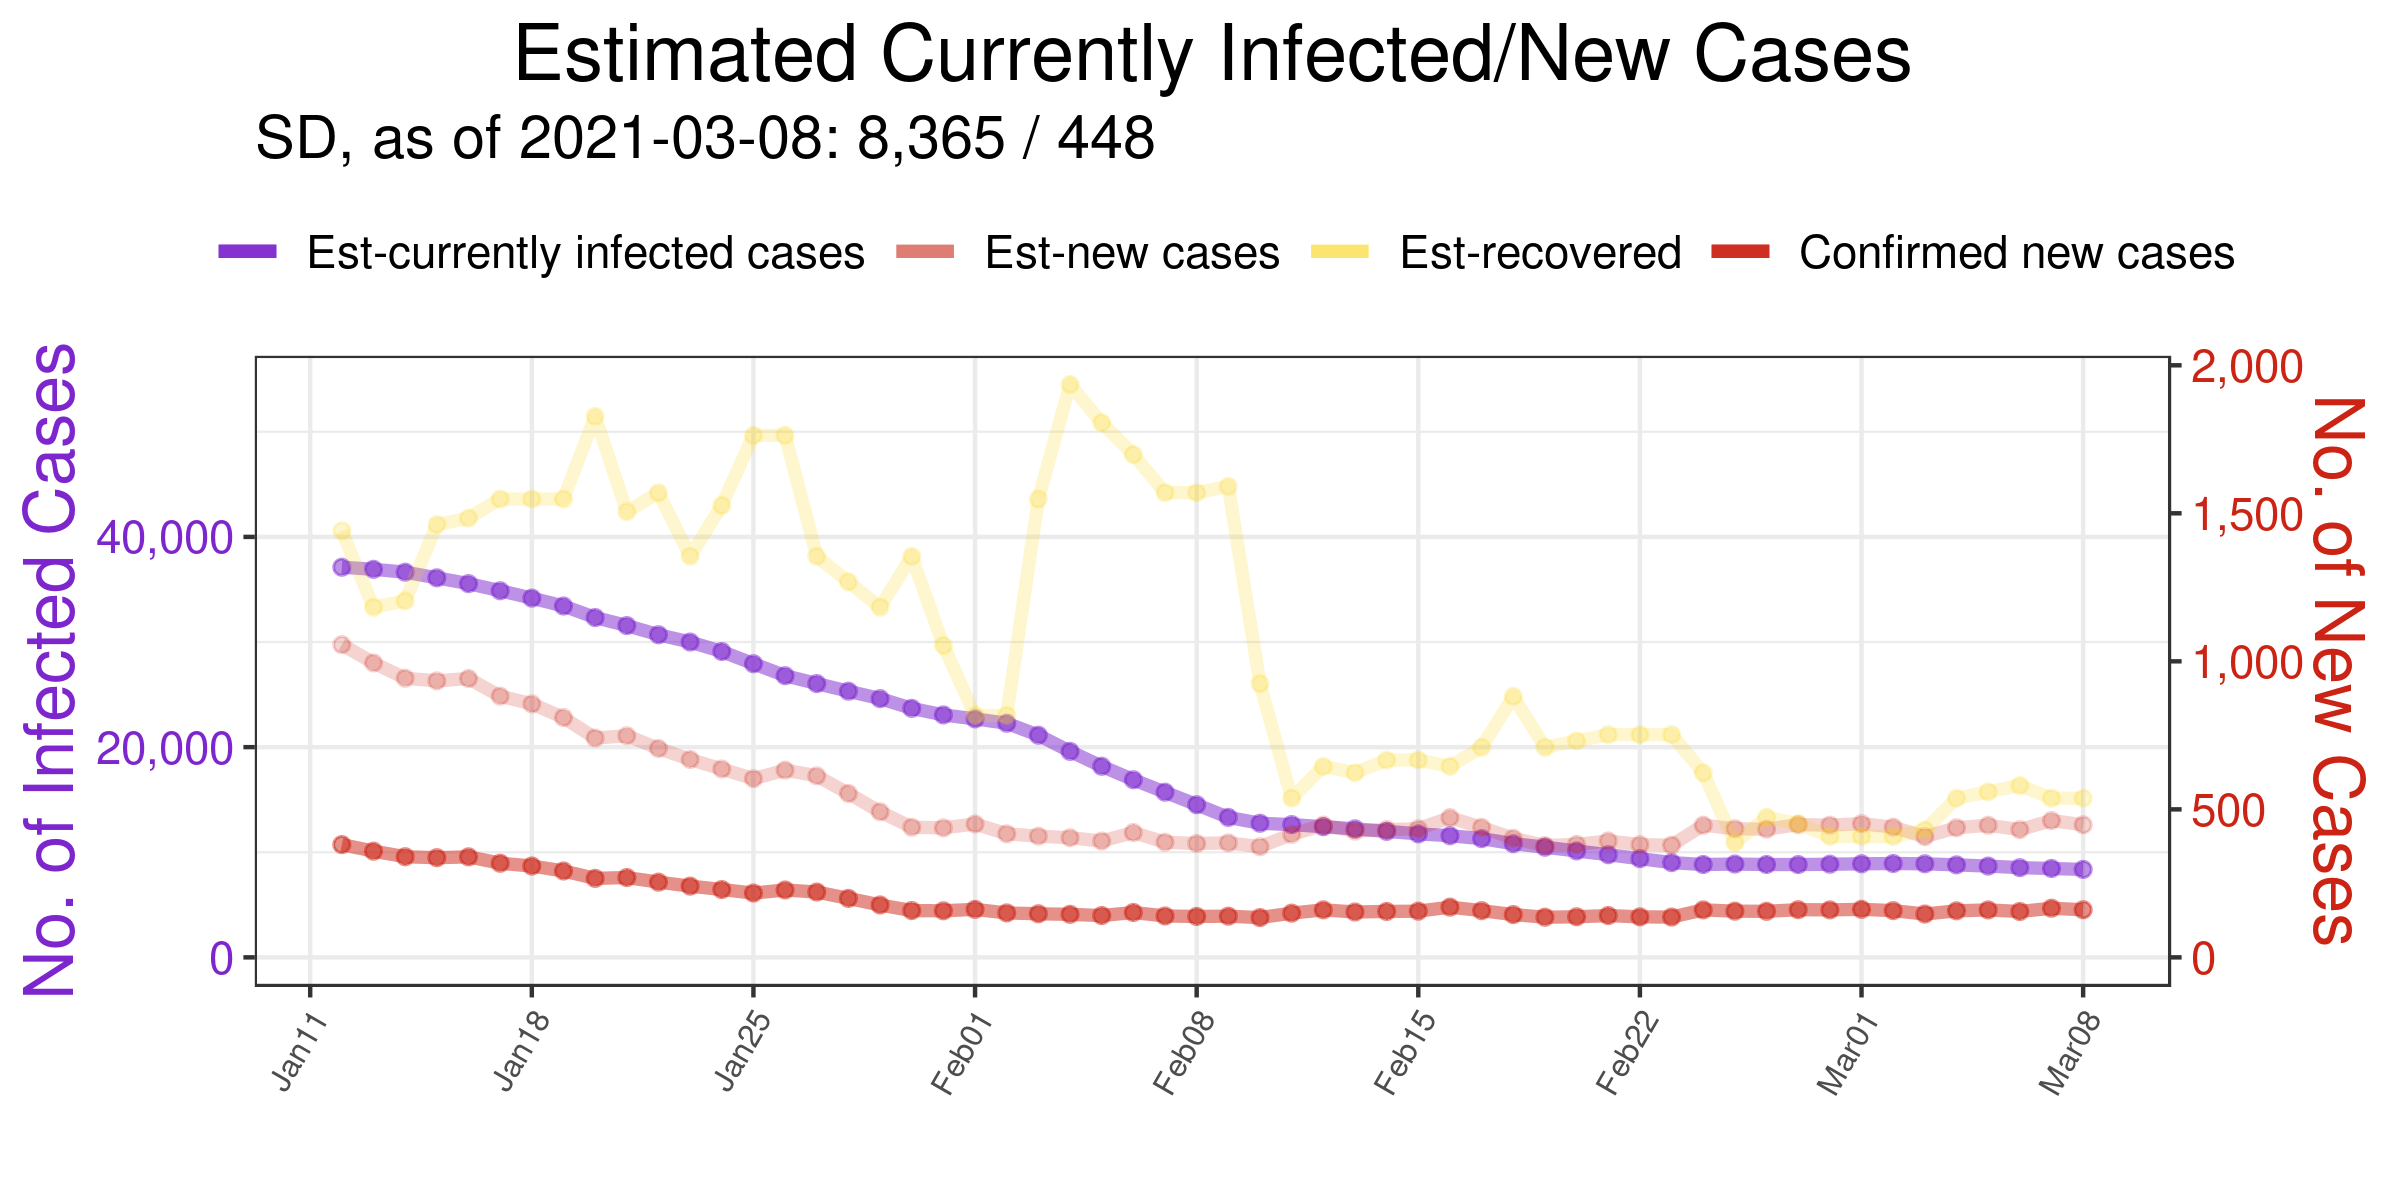 Estimated Currently Infected/New Cases
SD, as of 2021-03-08: 8,365 / 448
Est-currently infected cases Est-new cases Est-recovered Confirmed new cases
No. of Infected Cases
40,000
20,000
0
2,000
1,500
1,000
500
0
No. of New Cases
Jan11 Jan18 Jan25 Feb01 Feb08 Feb15 Feb22 Mar01 Mar08